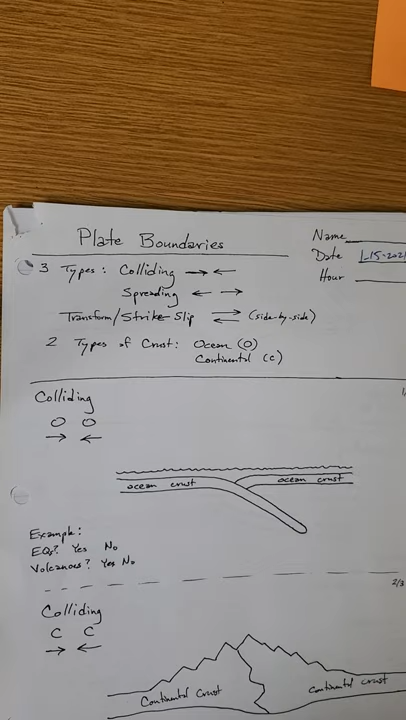 Plate Boundaries
Name
Date 1-15-2021
Hour
3 Types: Colliding → ←
Spreading ← →
Transform/Strike-Slip (side-by-side)
2 Types of Crust: Ocean (O)
Continental (C)
Colliding
O O
→ ←
ocean crust ocean crust
Example:
EQs? Yes No
Volcanoes? Yes No
2/3
Colliding
C C
→ ←
Continental Crust Continental crust